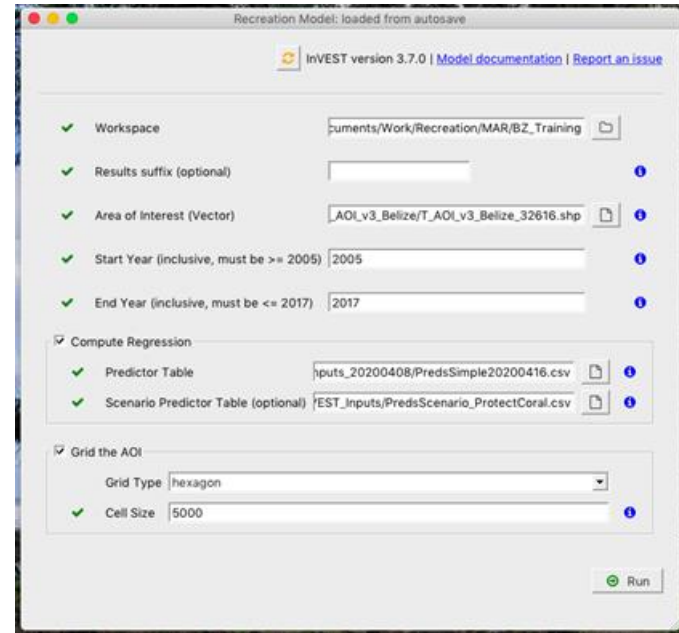 Recreation Model: loaded from autosave
InVEST version 3.7.0 | Model documentation | Report an issue
Workspace cuments/Work/Recreation/MAR/BZ_Training
Results suffix (optional)
Area of Interest (Vector) _AOI_v3_Belize/T_AOI_v3_Belize_32616.shp
Start Year (inclusive, must be >= 2005) 2005
End Year (inclusive, must be <= 2017) 2017
Compute Regression
Predictor Table nputs_20200408/PredsSimple20200416.csv
Scenario Predictor Table (optional) VEST_Inputs/PredsScenario_ProtectCoral.csv
Grid the AOI
Grid Type hexagon
Cell Size 5000
Run